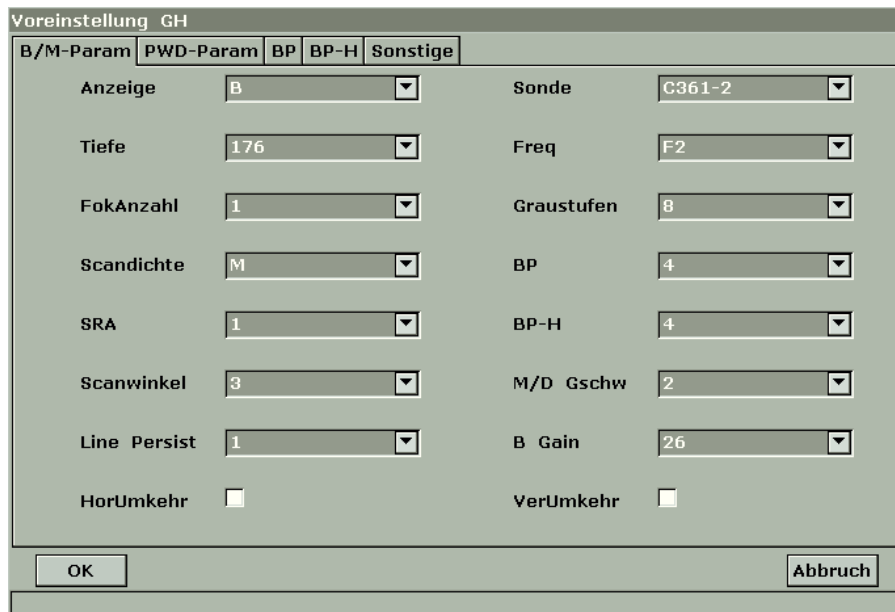 Voreinstellung GH
B/M-Param PWD-Param BP BP-H Sonstige
Anzeige B Sonde C361-2
Tiefe 176 Freq F2
FokAnzahl 1 Graustufen 8
Scandichte M BP 4
SRA 1 BP-H 4
Scanwinkel 3 M/D Gschw 2
Line Persist 1 B Gain 26
HorUmkehr VerUmkehr
OK Abbruch